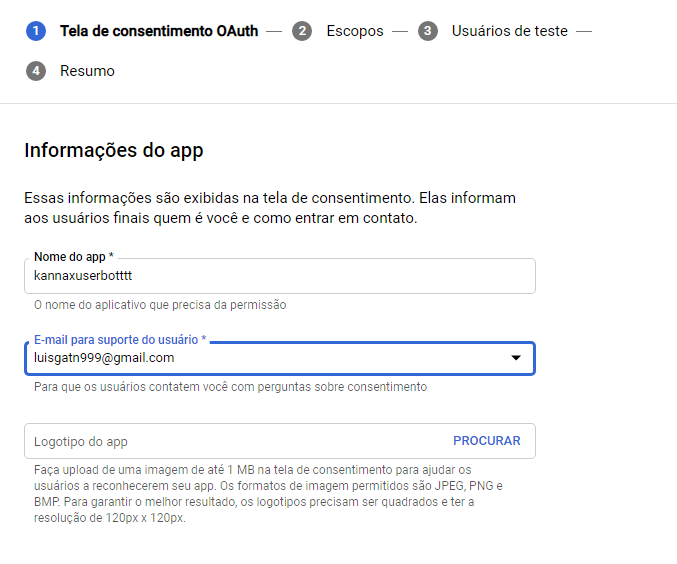 1 Tela de consentimento OAuth — 2 Escopos — 3 Usuários de teste —
4 Resumo
Informações do app
Essas informações são exibidas na tela de consentimento. Elas informam
aos usuários finais quem é você e como entrar em contato.
Nome do app *
kannaxuserbotttt
O nome do aplicativo que precisa da permissão
E-mail para suporte do usuário *
luisgatn999@gmail.com
Para que os usuários contatem você com perguntas sobre consentimento
Logotipo do app PROCURAR
Faça upload de uma imagem de até 1 MB na tela de consentimento para ajudar os
usuários a reconhecerem seu app. Os formatos de imagem permitidos são JPEG, PNG e
BMP. Para garantir o melhor resultado, os logotipos precisam ser quadrados e ter a
resolução de 120px x 120px.